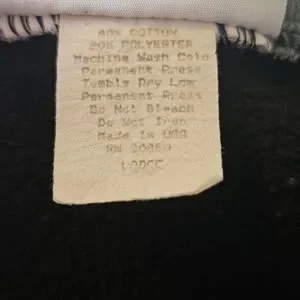 80% COTTON
20% POLYESTER
Machine Wash Cold
Permanent Press
Tumble Dry Low
Permanent Press
Do Not Bleach
Do Not Iron
Made In USA
RN
LARGE